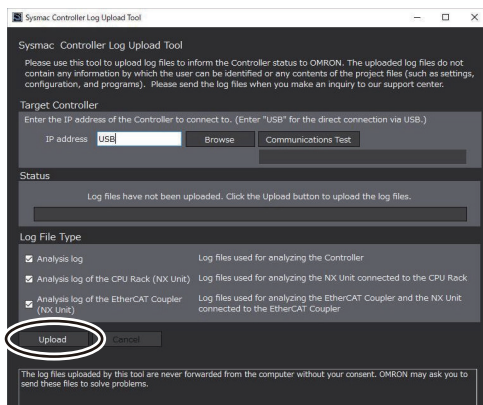 Sysmac Controller Log Upload Tool
Sysmac Controller Log Upload Tool
Please use this tool to upload log files to inform the Controller status to OMRON. The uploaded log files do not
contain any information by which the user can be identified or any contents of the project files (such as settings,
configuration, and programs). Please send the log files when you make an inquiry to our support center.
Target Controller
Enter the IP address of the Controller to connect to. (Enter "USB" for the direct connection via USB.)
IP address USB Browse Communications Test
Status
Log files have not been uploaded. Click the Upload button to upload the log files.
Log File Type
Analysis log Log files used for analyzing the Controller
Analysis log of the CPU Rack (NX Unit) Log files used for analyzing the NX Unit connected to the CPU Rack
Analysis log of the EtherCAT Coupler Log files used for analyzing the EtherCAT Coupler and the NX Unit
(NX Unit) connected to the EtherCAT Coupler
Upload Cancel
The log files uploaded by this tool are never forwarded from the computer without your consent. OMRON may ask you to
send these files to solve problems.